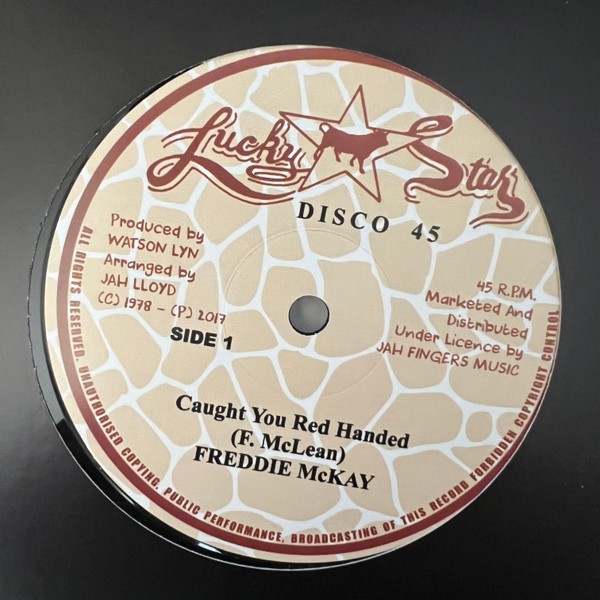 Lucky Star
DISCO 45
Produced by
WATSON LYN
Arranged by
JAH LLOYD
(C) 1978 - (P) 2017
SIDE 1
45 R.P.M.
Marketed And
Distributed
Under Licence by
JAH FINGERS MUSIC
Caught You Red Handed
(F. McLean)
FREDDIE McKAY
ALL RIGHTS RESERVED. UNAUTHORISED COPYING, PUBLIC PERFORMANCE, BROADCASTING OF THIS RECORD FORBIDDEN COPYRIGHT CONTROL